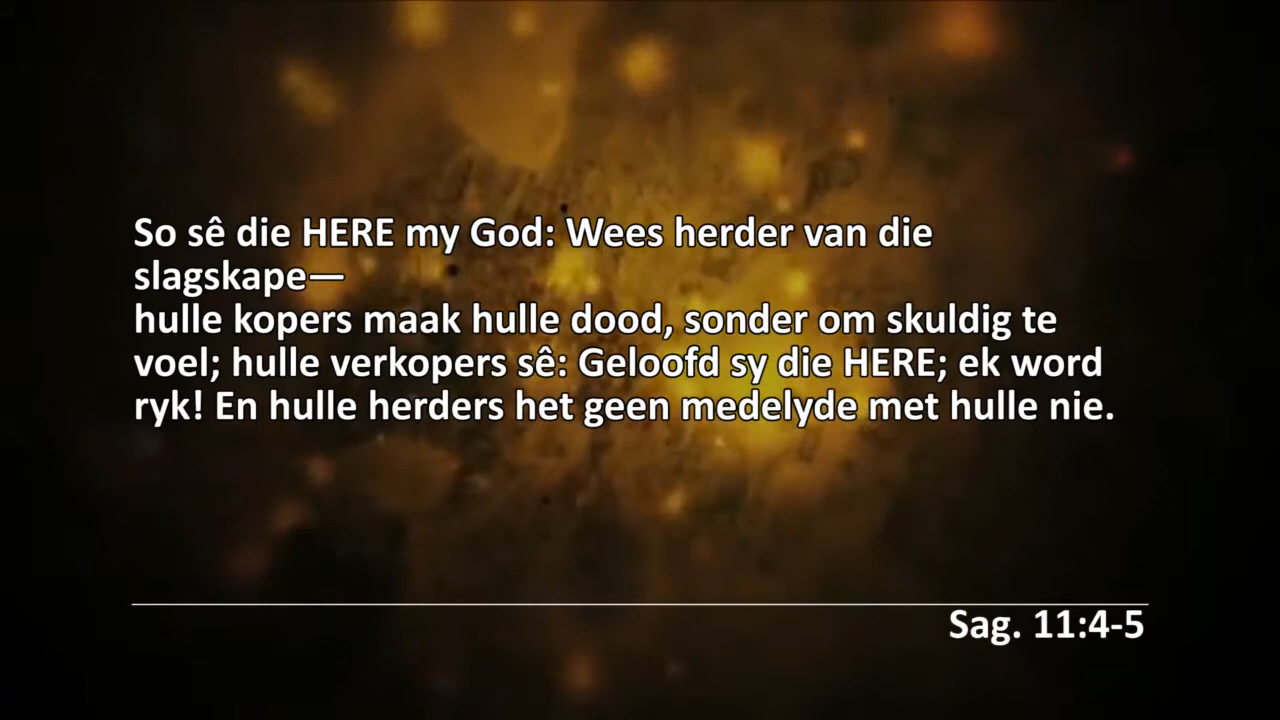 So sê die HERE my God: Wees herder van die
slagskape—
hulle kopers maak hulle dood, sonder om skuldig te
voel; hulle verkopers sê: Geloofd sy die HERE; ek word
ryk! En hulle herders het geen medelyde met hulle nie.
Sag. 11:4-5